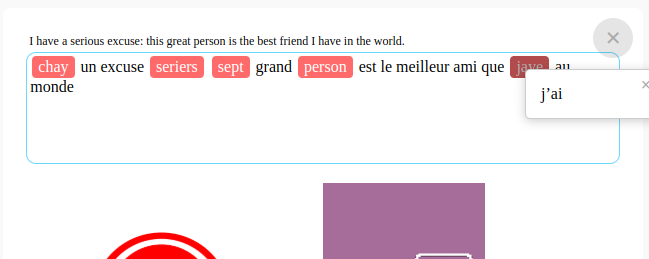 I have a serious excuse: this great person is the best friend I have in the world.
chay un excuse seriers sept grand person est le meilleur ami que jave au
monde
j’ai